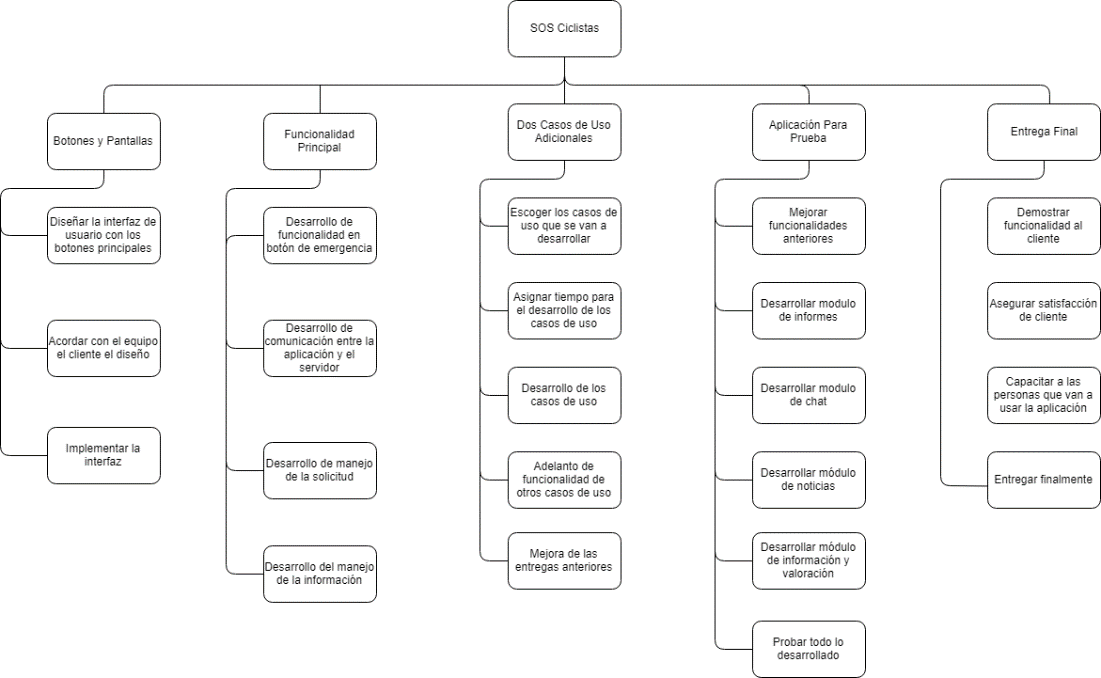 SOS Ciclistas
Botones y Pantallas
Diseñar la interfaz de
usuario con los
botones principales
Acordar con el equipo
el cliente el diseño
Implementar la
interfaz
Funcionalidad
Principal
Desarrollo de
funcionalidad en
botón de emergencia
Desarrollo de
comunicación entre la
aplicación y el
servidor
Desarrollo de manejo
de la solicitud
Desarrollo del manejo
de la información
Dos Casos de Uso
Adicionales
Escoger los casos de
uso que se van a
desarrollar
Asignar tiempo para
el desarrollo de los
casos de uso
Desarrollo de los
casos de uso
Adelanto de
funcionalidad de
otros casos de uso
Mejora de las
entregas anteriores
Aplicación Para
Prueba
Mejorar
funcionalidades
anteriores
Desarrollar modulo
de informes
Desarrollar modulo
de chat
Desarrollar módulo
de noticias
Desarrollar módulo
de información y
valoración
Probar todo lo
desarrollado
Entrega Final
Demostrar
funcionalidad al
cliente
Asegurar satisfacción
de cliente
Capacitar a las
personas que van a
usar la aplicación
Entregar finalmente